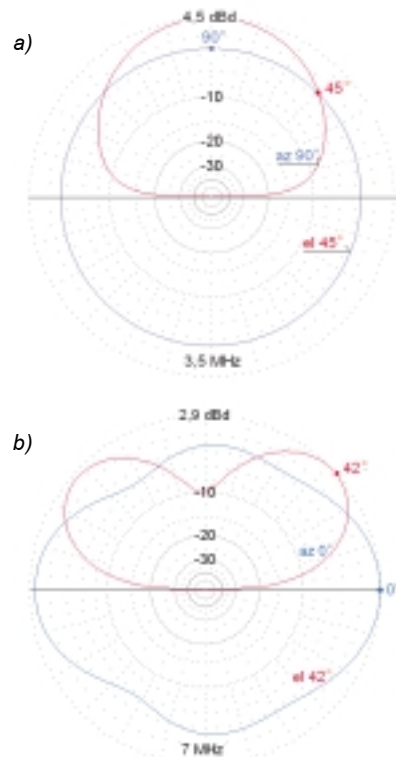 a)
4,5 dBd
90°
-10
45°
-20
az 90°
-30
el 45°
3,5 MHz
b)
2,9 dBd
42°
-10
-20
az 0°
-30
0°
el 42°
7 MHz